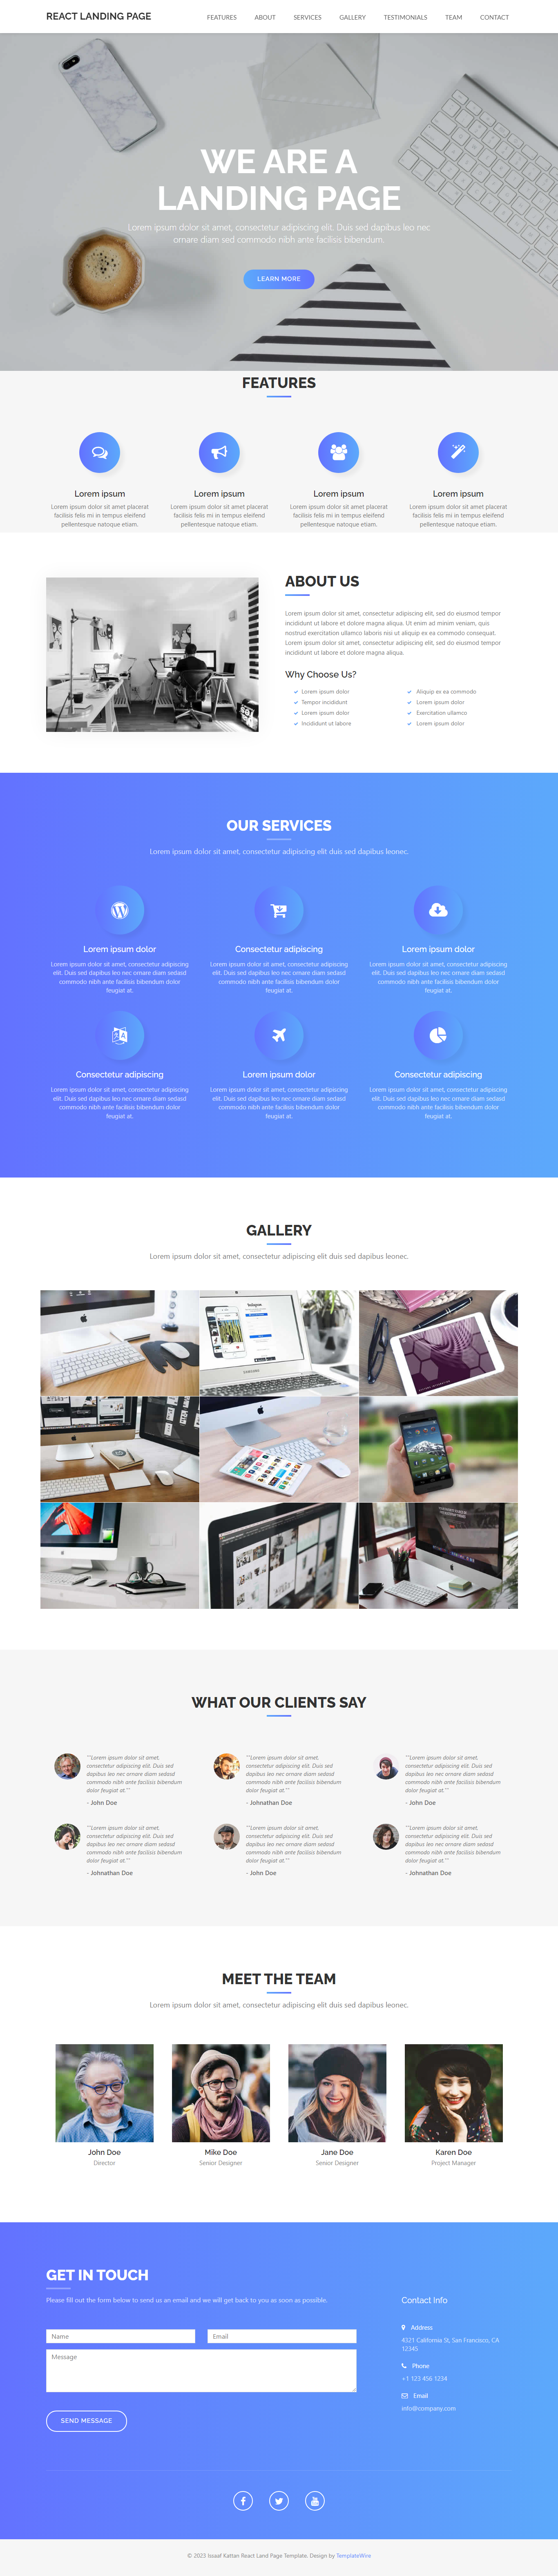 REACT LANDING PAGE
FEATURES ABOUT SERVICES GALLERY TESTIMONIALS TEAM CONTACT
WE ARE A
LANDING PAGE
Lorem ipsum dolor sit amet, consectetur adipiscing elit. Duis sed dapibus leo nec
ornare diam sed commodo nibh ante facilisis bibendum.
LEARN MORE
FEATURES
Lorem ipsum
Lorem ipsum dolor sit amet placerat
facilisis felis mi in tempus eleifend
pellentesque natoque etiam.
Lorem ipsum
Lorem ipsum dolor sit amet placerat
facilisis felis mi in tempus eleifend
pellentesque natoque etiam.
Lorem ipsum
Lorem ipsum dolor sit amet placerat
facilisis felis mi in tempus eleifend
pellentesque natoque etiam.
Lorem ipsum
Lorem ipsum dolor sit amet placerat
facilisis felis mi in tempus eleifend
pellentesque natoque etiam.
ABOUT US
Lorem ipsum dolor sit amet, consectetur adipiscing elit, sed do eiusmod tempor
incididunt ut labore et dolore magna aliqua. Ut enim ad minim veniam, quis
nostrud exercitation ullamco laboris nisi ut aliquip ex ea commodo consequat.
Lorem ipsum dolor sit amet, consectetur adipiscing elit, sed do eiusmod tempor
incididunt ut labore et dolore magna aliqua.
Why Choose Us?
Lorem ipsum dolor
Tempor incididunt
Lorem ipsum dolor
Incididunt ut labore
Aliquip ex ea commodo
Lorem ipsum dolor
Exercitation ullamco
Lorem ipsum dolor
OUR SERVICES
Lorem ipsum dolor sit amet, consectetur adipiscing elit duis sed dapibus leonec.
Lorem ipsum dolor
Lorem ipsum dolor sit amet, consectetur adipiscing
elit. Duis sed dapibus leo nec ornare diam sedasd
commodo nibh ante facilisis bibendum dolor
feugiat at.
Consectetur adipiscing
Lorem ipsum dolor sit amet, consectetur adipiscing
elit. Duis sed dapibus leo nec ornare diam sedasd
commodo nibh ante facilisis bibendum dolor
feugiat at.
Lorem ipsum dolor
Lorem ipsum dolor sit amet, consectetur adipiscing
elit. Duis sed dapibus leo nec ornare diam sedasd
commodo nibh ante facilisis bibendum dolor
feugiat at.
Consectetur adipiscing
Lorem ipsum dolor sit amet, consectetur adipiscing
elit. Duis sed dapibus leo nec ornare diam sedasd
commodo nibh ante facilisis bibendum dolor
feugiat at.
Lorem ipsum dolor
Lorem ipsum dolor sit amet, consectetur adipiscing
elit. Duis sed dapibus leo nec ornare diam sedasd
commodo nibh ante facilisis bibendum dolor
feugiat at.
Consectetur adipiscing
Lorem ipsum dolor sit amet, consectetur adipiscing
elit. Duis sed dapibus leo nec ornare diam sedasd
commodo nibh ante facilisis bibendum dolor
feugiat at.
GALLERY
Lorem ipsum dolor sit amet, consectetur adipiscing elit duis sed dapibus leonec.
Instagram
WHAT OUR CLIENTS SAY
""Lorem ipsum dolor sit amet,
consectetur adipiscing elit. Duis sed
dapibus leo nec ornare diam sedasd
commodo nibh ante facilisis bibendum
dolor feugiat at.""
- John Doe
""Lorem ipsum dolor sit amet,
consectetur adipiscing elit. Duis sed
dapibus leo nec ornare diam sedasd
commodo nibh ante facilisis bibendum
dolor feugiat at.""
- Johnathan Doe
""Lorem ipsum dolor sit amet,
consectetur adipiscing elit. Duis sed
dapibus leo nec ornare diam sedasd
commodo nibh ante facilisis bibendum
dolor feugiat at.""
- John Doe
""Lorem ipsum dolor sit amet,
consectetur adipiscing elit. Duis sed
dapibus leo nec ornare diam sedasd
commodo nibh ante facilisis bibendum
dolor feugiat at.""
- Johnathan Doe
""Lorem ipsum dolor sit amet,
consectetur adipiscing elit. Duis sed
dapibus leo nec ornare diam sedasd
commodo nibh ante facilisis bibendum
dolor feugiat at.""
- John Doe
""Lorem ipsum dolor sit amet,
consectetur adipiscing elit. Duis sed
dapibus leo nec ornare diam sedasd
commodo nibh ante facilisis bibendum
dolor feugiat at.""
- Johnathan Doe
MEET THE TEAM
Lorem ipsum dolor sit amet, consectetur adipiscing elit duis sed dapibus leonec.
John Doe
Director
Mike Doe
Senior Designer
Jane Doe
Senior Designer
Karen Doe
Project Manager
GET IN TOUCH
Please fill out the form below to send us an email and we will get back to you as soon as possible.
Name
Email
Message
SEND MESSAGE
Contact Info
Address
4321 California St, San Francisco, CA
12345
Phone
+1 123 456 1234
Email
info@company.com
© 2023 Issaaf Kattan React Land Page Template. Design by TemplateWire